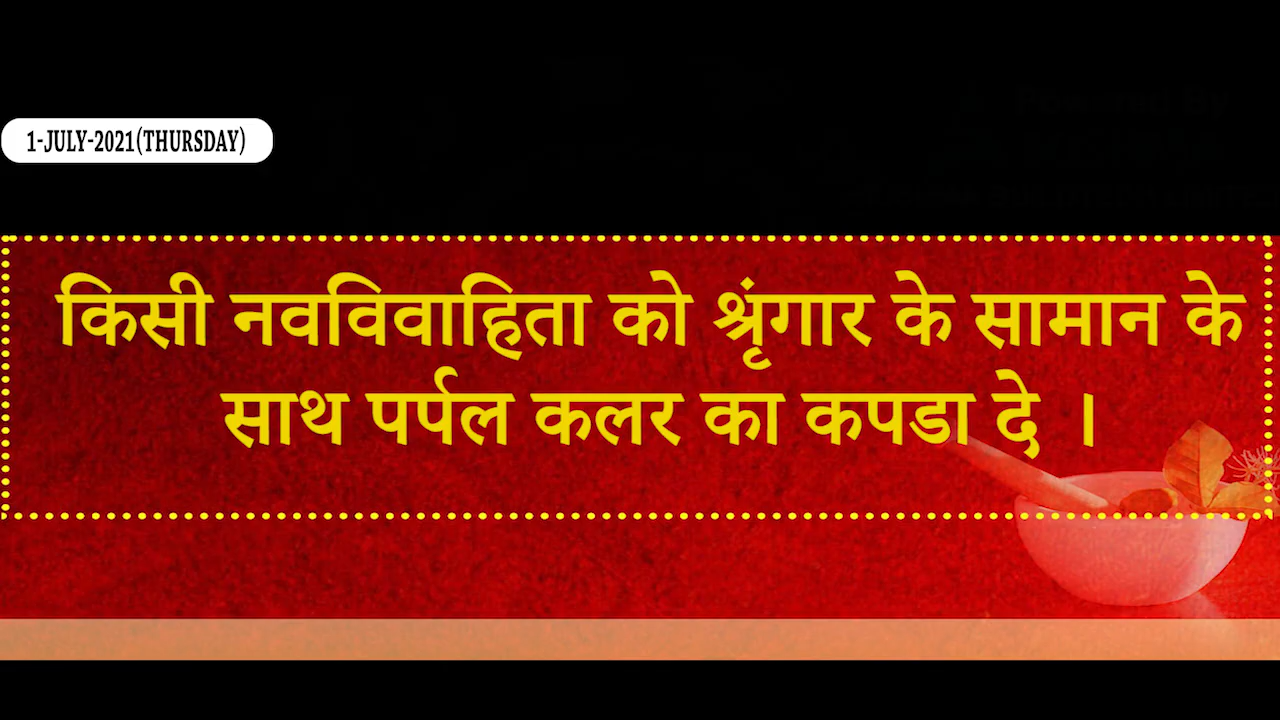 1-JULY-2021(THURSDAY)
किसी नवविवाहिता को श्रृंगार के सामान के
साथ पर्पल कलर का कपडा दे ।